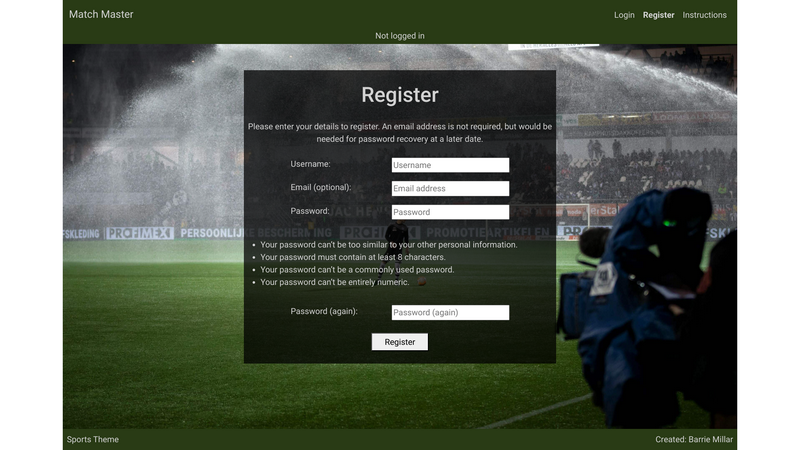 Match Master
Login Register Instructions
Not logged in
Register
Please enter your details to register. An email address is not required, but would be
needed for password recovery at a later date.
Username: Username
Email (optional): Email address
Password: Password
FSKLEDING PROFIMEX PERSOONLIJKE BESCHERMING PROMOTIEARTIKELEN
Your password can't be too similar to your other personal information.
Your password must contain at least 8 characters.
Your password can't be a commonly used password.
Your password can't be entirely numeric.
Password (again): Password (again)
Register
Sports Theme
Created: Barrie Millar